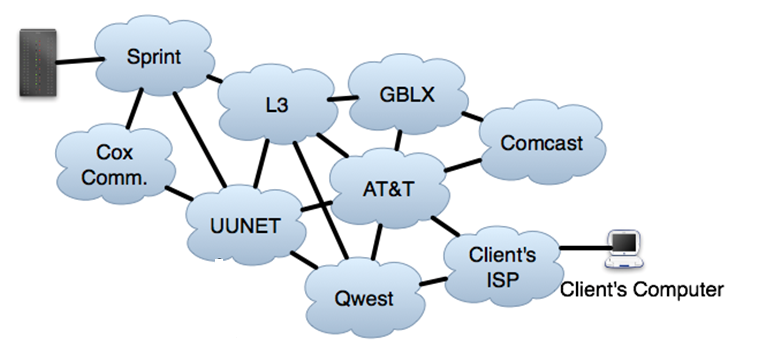 Sprint
L3
GBLX
Comcast
Cox
Comm.
AT&T
UUNET
Client's
ISP
Qwest
Client's Computer